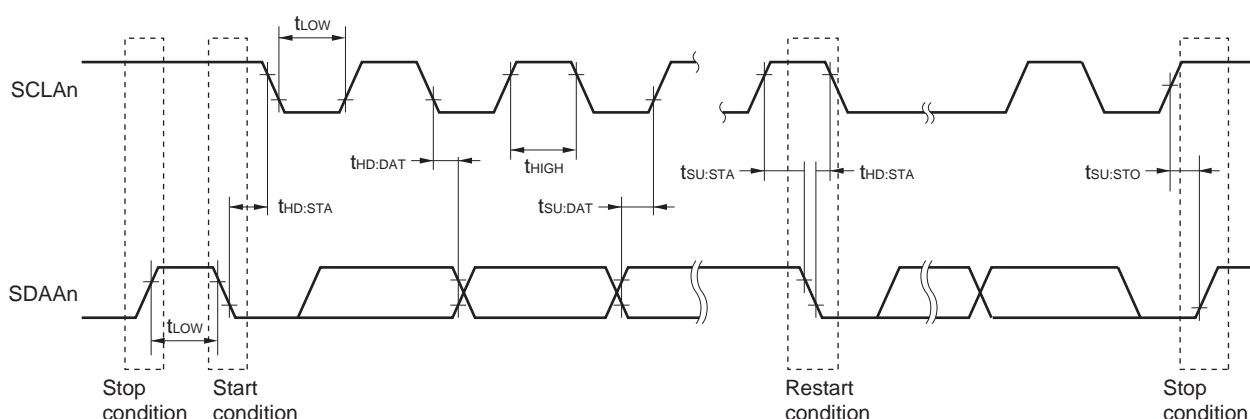 tLOW
SCLAn
tHD:DAT
tHIGH
tSU:STA
tHD:STA
tSU:STO
tHD:STA
tSU:DAT
SDAAn
tLOW
Stop
condition
Start
condition
Restart
condition
Stop
condition